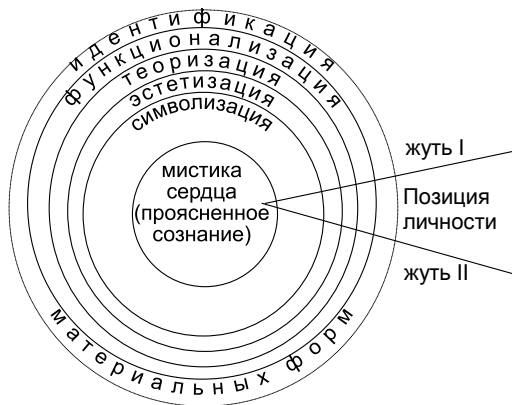 идентификация
функционализация
теоризация
эстетизация
символизация
мистика
сердца
(проясненное
сознание)
жуть I
Позиция
личности
жуть II
материальных форм